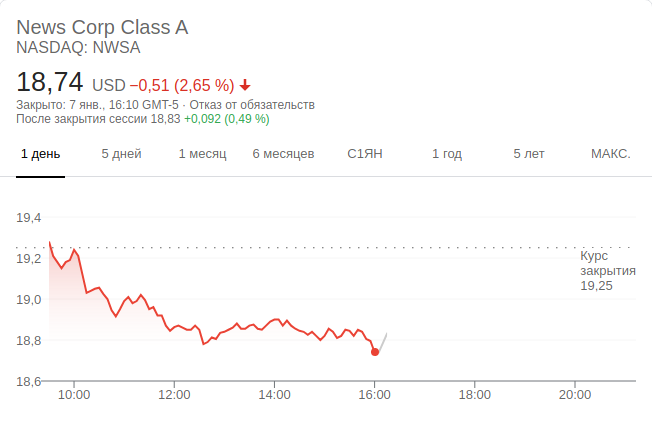 News Corp Class A
NASDAQ: NWSA
18,74 USD −0,51 (2,65 %)
Закрыто: 7 янв., 16:10 GMT-5 · Отказ от обязательств
После закрытия сессии 18,83 +0,092 (0,49 %)
1 день 5 дней 1 месяц 6 месяцев С1ЯН 1 год 5 лет МАКС.
19,4
19,2
Курс
закрытия
19,25
19,0
18,8
18,6
10:00 12:00 14:00 16:00 18:00 20:00